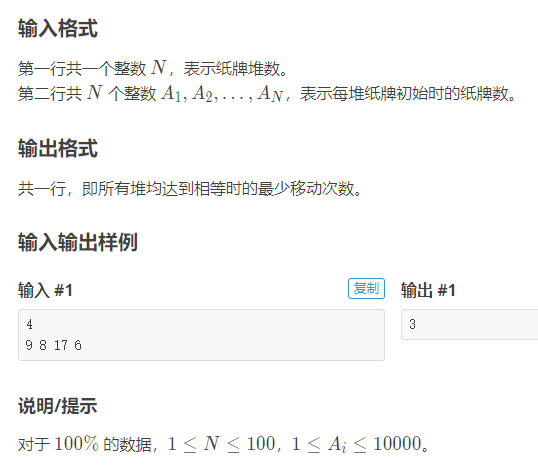 输入格式
第一行共一个整数 N，表示纸牌堆数。
第二行共 N 个整数 A₁, A₂, …, A_N，表示每堆纸牌初始时的纸牌数。
输出格式
共一行，即所有堆均达到相等时的最少移动次数。
输入输出样例
输入 #1 复制 输出 #1
4
9 8 17 6
3
说明/提示
对于 100% 的数据，1 ≤ N ≤ 100，1 ≤ A_i ≤ 10000。